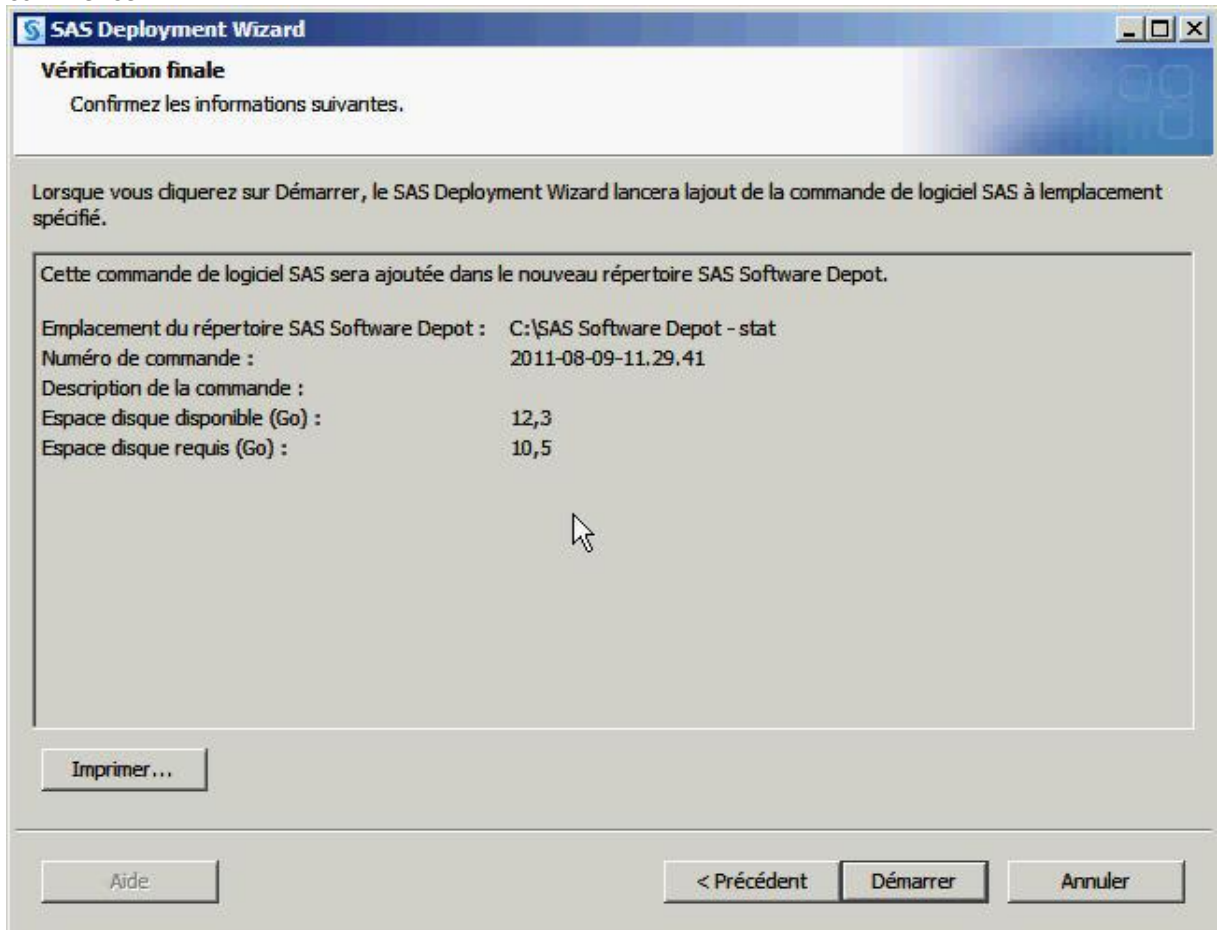 SAS Deployment Wizard
Vérification finale
Confirmez les informations suivantes.
Lorsque vous cliquerez sur Démarrer, le SAS Deployment Wizard lancera lajout de la commande de logiciel SAS à lemplacement
spécifié.
Cette commande de logiciel SAS sera ajoutée dans le nouveau répertoire SAS Software Depot.
Emplacement du répertoire SAS Software Depot : C:\SAS Software Depot - stat
Numéro de commande : 2011-08-09-11.29.41
Description de la commande :
Espace disque disponible (Go) : 12,3
Espace disque requis (Go) : 10,5
Imprimer...
Aide < Précédent Démarrer Annuler